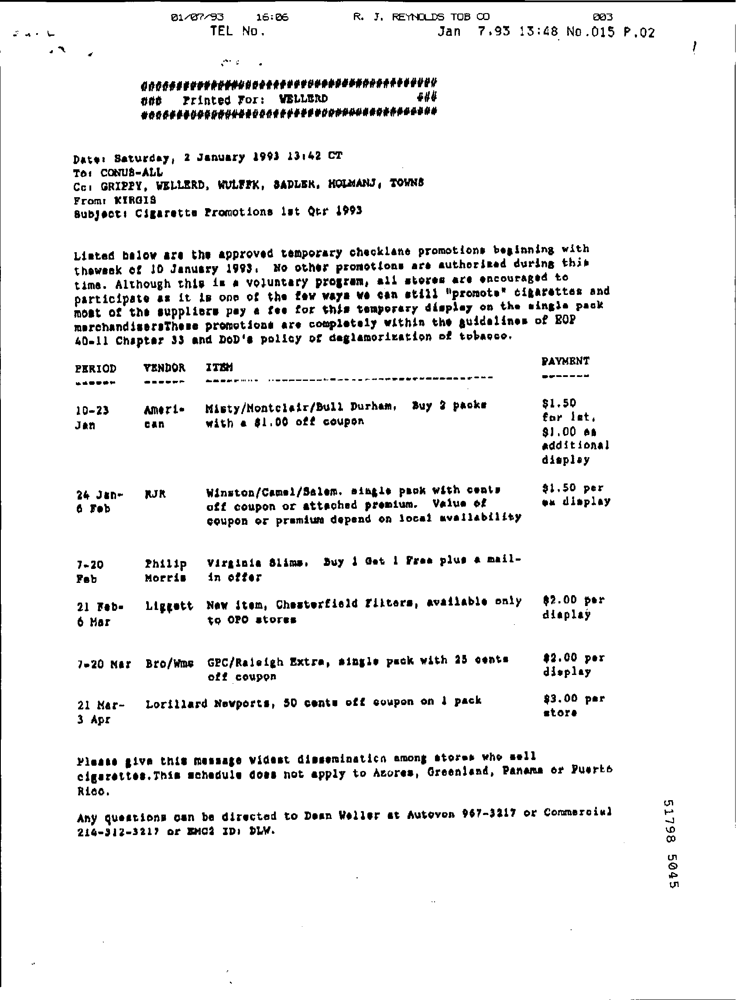 01/07/93 16:06 R. J. REYNOLDS TOB CO 003
TEL No. Jan 7,93 13:48 No.015 P.02
##########################################
### Printed For: WELLERD ###
##########################################
Date: Saturday, 2 January 1993 13:42 CT
To: CONUS-ALL
Cc: GRIPPY, WELLERD, WULFFK, SADLER, HOLMANJ, TOWNS
From: KIRGIS
Subject: Cigarette Promotions 1st Qtr 1993
Listed below are the approved temporary checklane promotions beginning with
theweek of 10 January 1993. No other promotions are authorized during this
time. Although this is a voluntary program, all stores are encouraged to
participate as it is one of the few ways we can still "promote" cigarettes and
most of the suppliers pay a fee for this temporary display on the single pack
merchandisersThese promotions are completely within the guidelines of EOP
40-11 Chapter 33 and DoD's policy of deglamorization of tobacco.
PERIOD VENDOR ITEM PAYMENT
10-23 Ameri- Misty/Montclair/Bull Durham, Buy 2 packs $1.50
Jan can with a $1.00 off coupon for 1st,
$1.00 ea
additional
display
24 Jan- RJR Winston/Camel/Salem. single pack with cents $1.50 per
6 Feb off coupon or attached premium. Value of ea display
coupon or premium depend on local availability
7-20 Philip Virginia Slims, Buy 1 Get 1 Free plus a mail-
Feb Morris in offer
21 Feb- Liggett New item, Chesterfield Filters, available only $2.00 per
6 Mar to OPO stores display
7-20 Mar Bro/Wms GPC/Raleigh Extra, single pack with 25 cents $2.00 per
off coupon display
21 Mar- Lorillard Newports, 50 cents off coupon on 1 pack $3.00 per
3 Apr store
Please give this message widest dissemination among stores who sell
cigarettes.This schedule does not apply to Azores, Greenland, Panama or Puerto
Rico.
Any questions can be directed to Dean Weller at Autovon 967-3217 or Commercial
214-312-3217 or EMC2 ID: DLW.
51798 5045